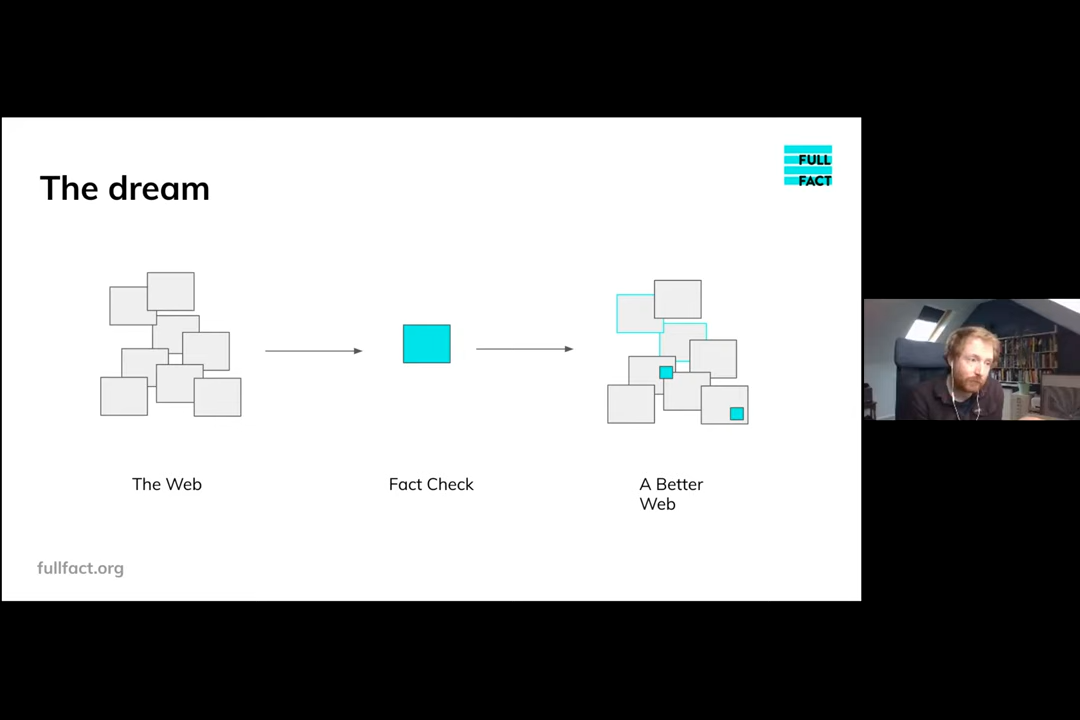 FULL
FACT
The dream
The Web
Fact Check
A Better
Web
fullfact.org